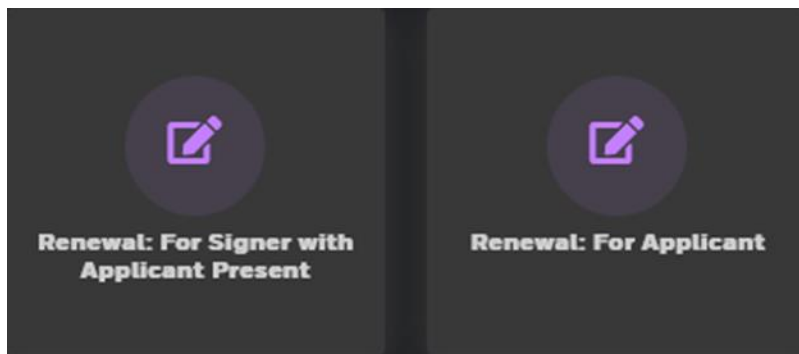 Renewal: For Signer with
Applicant Present
Renewal: For Applicant